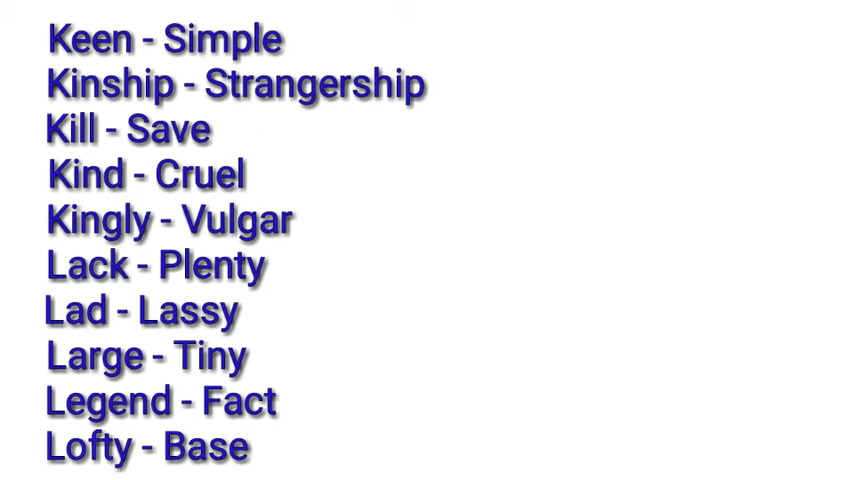 Keen - Simple
Kinship - Strangership
Kill - Save
Kind - Cruel
Kingly - Vulgar
Lack - Plenty
Lad - Lassy
Large - Tiny
Legend - Fact
Lofty - Base